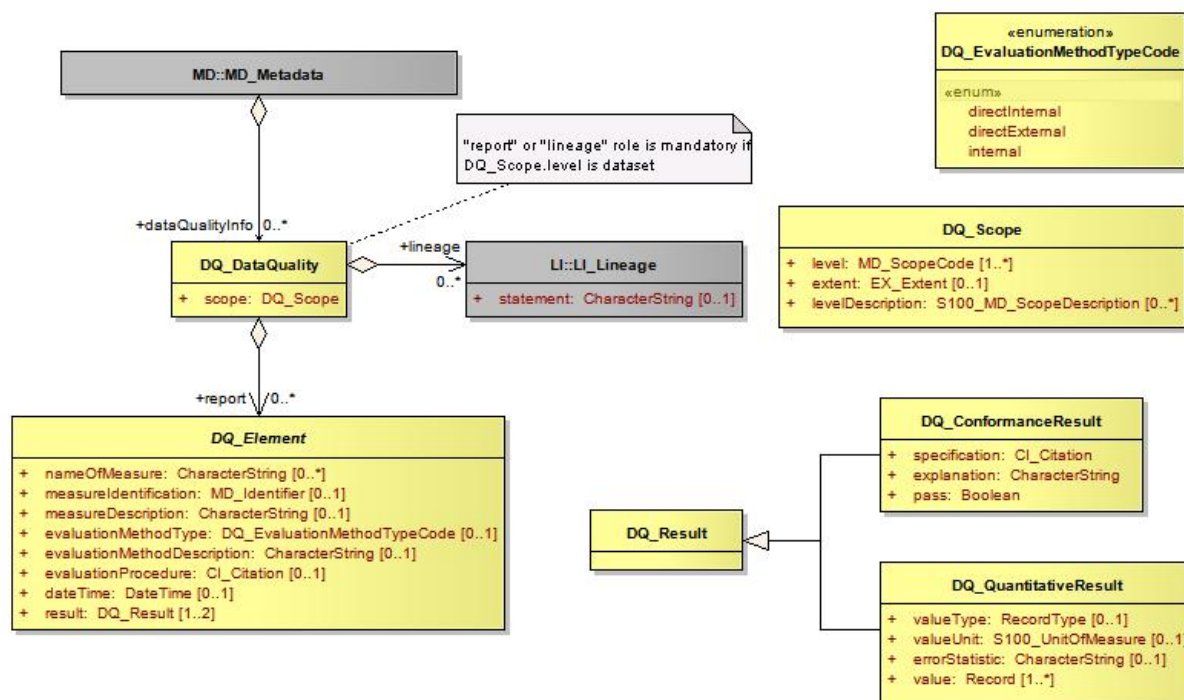 MD::MD_Metadata
«enumeration»
DQ_EvaluationMethodTypeCode
«enum»
directInternal
directExternal
internal
"report" or "lineage" role is mandatory if
DQ_Scope.level is dataset
+dataQualityInfo 0..*
DQ_DataQuality
+ scope: DQ_Scope
+lineage
0..*
LI::LI_Lineage
+ statement: CharacterString [0..1]
DQ_Scope
+ level: MD_ScopeCode [1..*]
+ extent: EX_Extent [0..1]
+ levelDescription: S100_MD_ScopeDescription [0..*]
+report 0..*
DQ_Element
+ nameOfMeasure: CharacterString [0..*]
+ measureIdentification: MD_Identifier [0..1]
+ measureDescription: CharacterString [0..1]
+ evaluationMethodType: DQ_EvaluationMethodTypeCode [0..1]
+ evaluationMethodDescription: CharacterString [0..1]
+ evaluationProcedure: CI_Citation [0..1]
+ dateTime: DateTime [0..1]
+ result: DQ_Result [1..2]
DQ_Result
DQ_ConformanceResult
+ specification: CI_Citation
+ explanation: CharacterString
+ pass: Boolean
DQ_QuantitativeResult
+ valueType: RecordType [0..1]
+ valueUnit: S100_UnitOfMeasure [0..1]
+ errorStatistic: CharacterString [0..1]
+ value: Record [1..*]